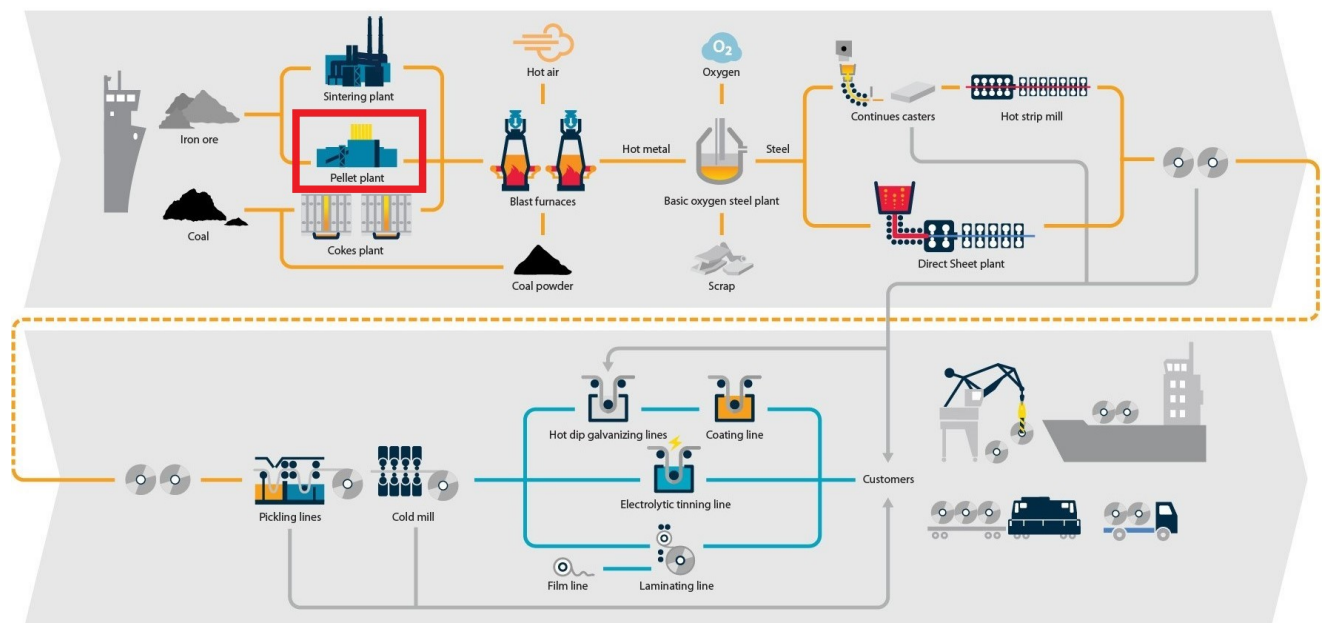 Hot air
O2
Oxygen
Sintering plant
Iron ore
Continues casters
Hot strip mill
Hot metal
Steel
Pellet plant
Blast furnaces
Basic oxygen steel plant
Coal
Cokes plant
Direct Sheet plant
Coal powder
Scrap
Hot dip galvanizing lines
Coating line
Customers
Electrolytic tinning line
Pickling lines
Cold mill
Film line
Laminating line